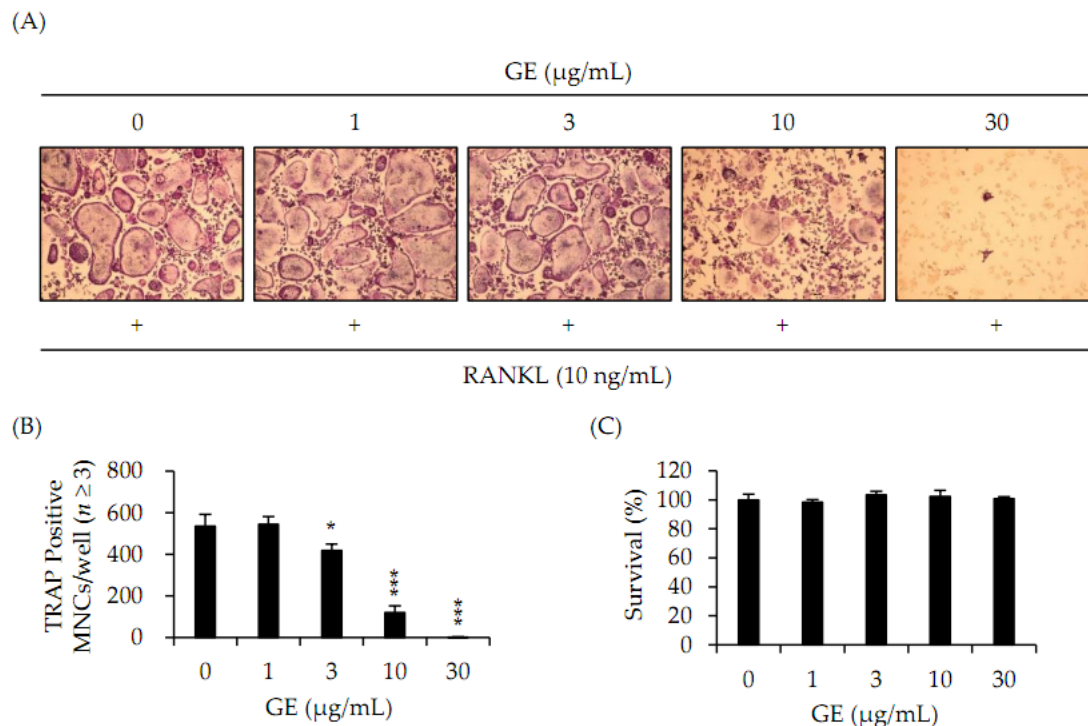 (A)
GE (µg/mL)
0 1 3 10 30
+ + + + +
RANKL (10 ng/mL)
(B)
TRAP Positive
MNCs/well (n ≥ 3)
800
600
400
200
0
*
***
***
0 1 3 10 30
GE (µg/mL)
(C)
Survival (%)
120
100
80
60
40
20
0
0 1 3 10 30
GE (µg/mL)